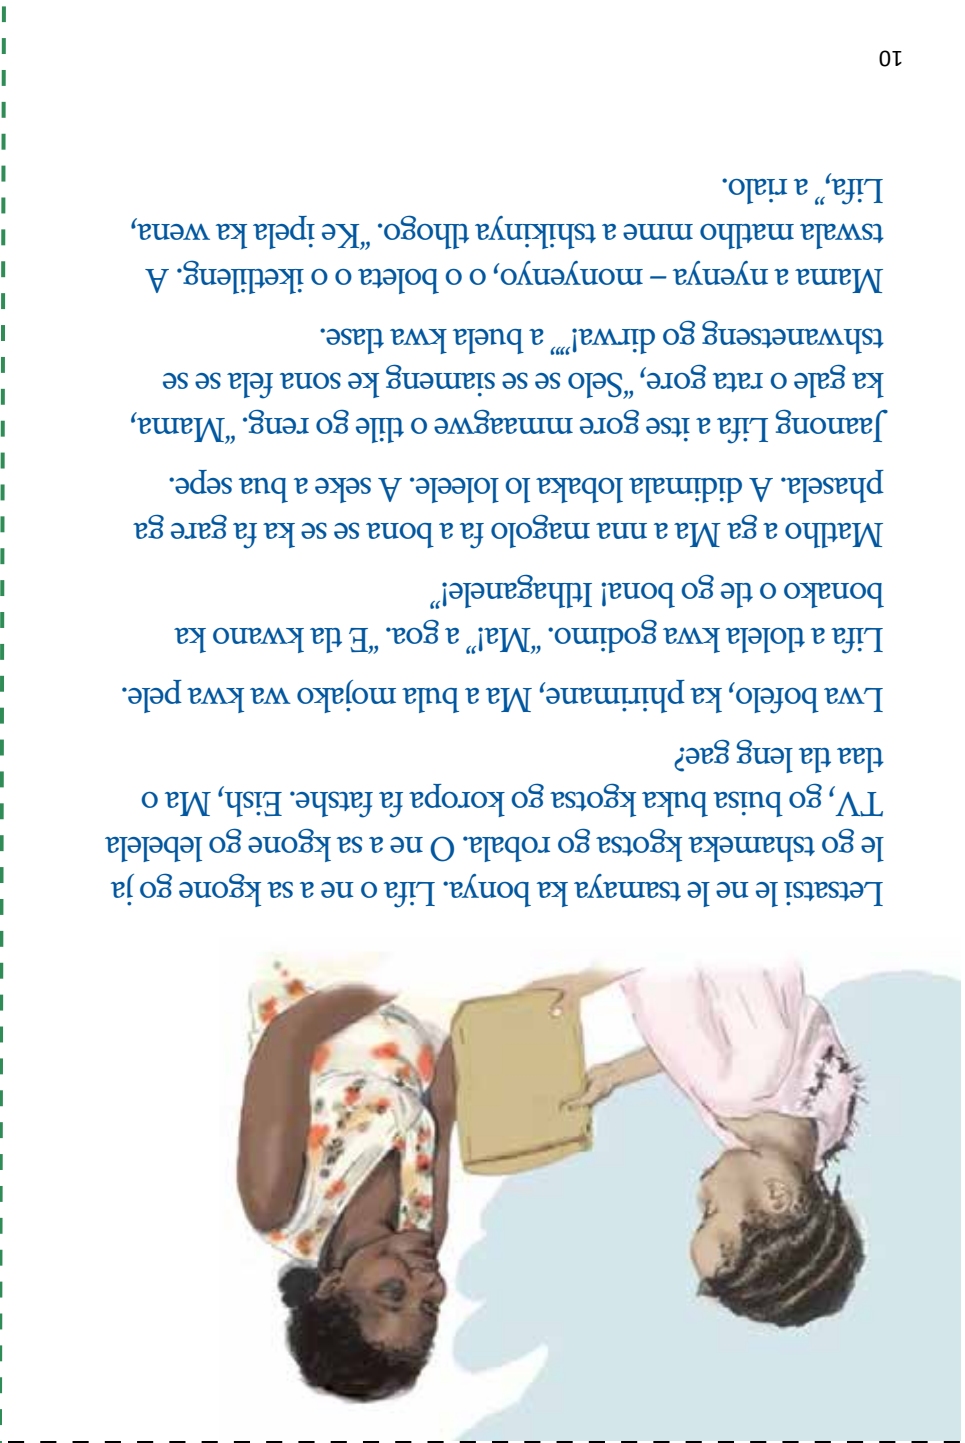 Letsatsi le ne le tsamaya ka bonya. Lifa o ne a sa kgone go ja
le go tshameka kgotsa go robala. O ne a sa kgone go lebelela
TV, go buisa buka kgotsa go koropa fa fatshe. Eish, Ma o
tlaa tla leng gae?
Lwa bofelo, ka phirimane, Ma a bula mojako wa kwa pele.
Lifa a tlolela kwa godimo. “Ma!” a goa. “E tla kwano ka
bonako o tle go bona! Itlhaganele!”
Matlho a ga Ma a nna magolo fa a bona se se ka fa gare ga
phasela. A didimala lobaka lo loleele. A seke a bua sepe.
Jaanong Lifa a itse gore mmaagwe o tlile go reng. “Mama,
ka gale o rata gore, “Selo se se siameng ke sona fela se se
tshwanetseng go dirwa!”” a buela kwa tlase.
Mama a nyenya – monyenyo, o o boleta o o iketlileng. A
tswala matlho mme a tshikinya tlhogo. “Ke ipela ka wena,
Lifa,” a rialo.
10